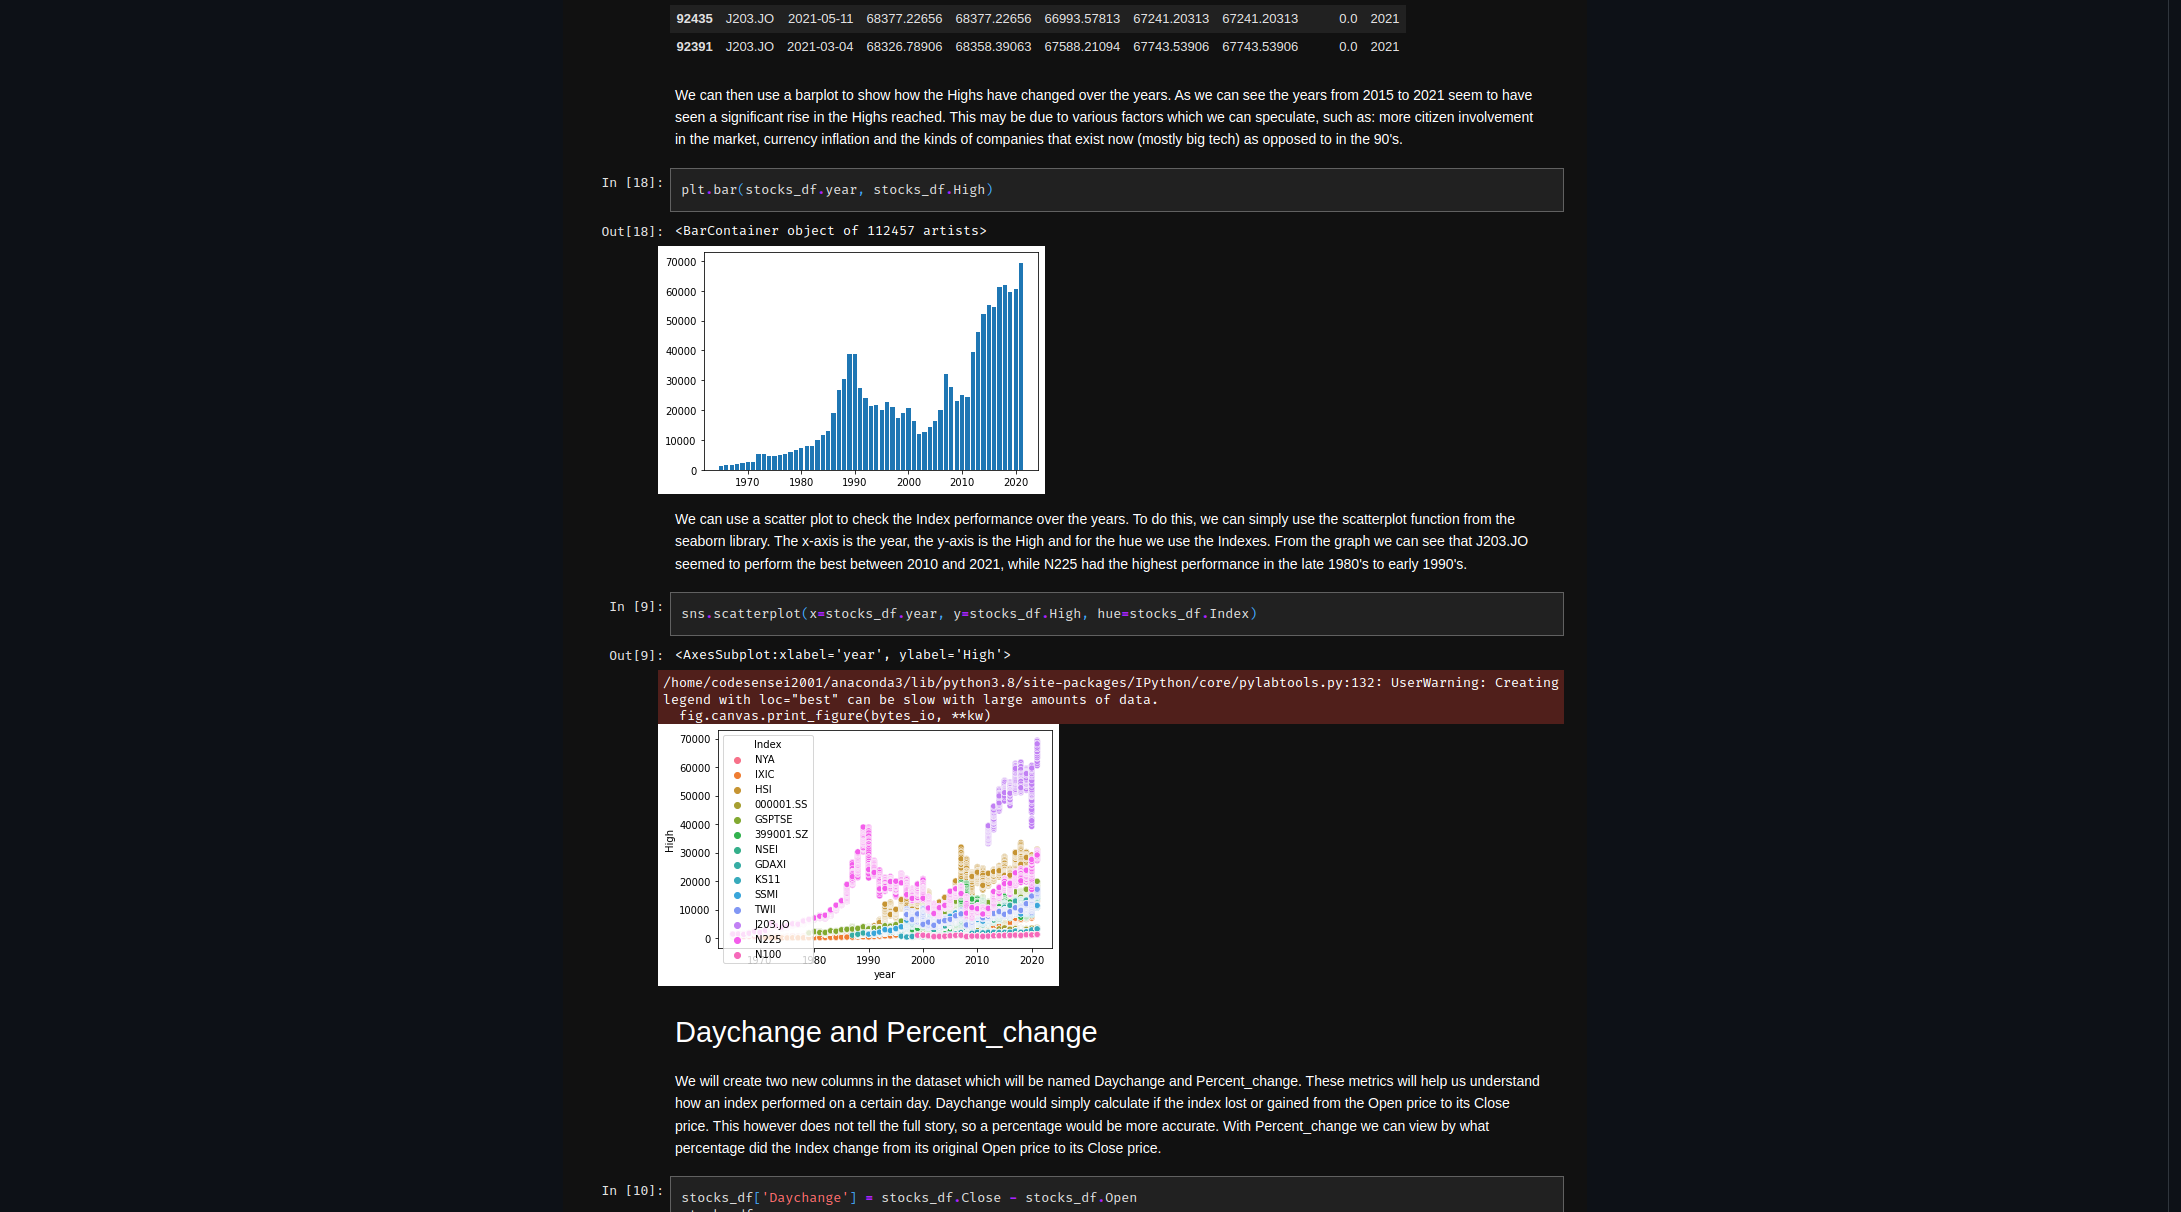 92435 J203.JO 2021-05-11 68377.22656 68377.22656 66993.57813 67241.20313 67241.20313 0.0 2021
92391 J203.JO 2021-03-04 68326.78906 68358.39063 67588.21094 67743.53906 67743.53906 0.0 2021
We can then use a barplot to show how the Highs have changed over the years. As we can see the years from 2015 to 2021 seem to have
seen a significant rise in the Highs reached. This may be due to various factors which we can speculate, such as: more citizen involvement
in the market, currency inflation and the kinds of companies that exist now (mostly big tech) as opposed to in the 90's.
In [18]: plt.bar(stocks_df.year, stocks_df.High)
Out[18]: <BarContainer object of 112457 artists>
70000
60000
50000
40000
30000
20000
10000
0
1970 1980 1990 2000 2010 2020
We can use a scatter plot to check the Index performance over the years. To do this, we can simply use the scatterplot function from the
seaborn library. The x-axis is the year, the y-axis is the High and for the hue we use the Indexes. From the graph we can see that J203.JO
seemed to perform the best between 2010 and 2021, while N225 had the highest performance in the late 1980's to early 1990's.
In [9]: sns.scatterplot(x=stocks_df.year, y=stocks_df.High, hue=stocks_df.Index)
Out[9]: <AxesSubplot:xlabel='year', ylabel='High'>
/home/codesensei2001/anaconda3/lib/python3.8/site-packages/IPython/core/pylabtools.py:132: UserWarning: Creating
legend with loc="best" can be slow with large amounts of data.
fig.canvas.print_figure(bytes_io, **kw)
70000
60000
50000
40000
30000
20000
10000
0
High
Index
NYA
IXIC
HSI
000001.SS
GSPTSE
399001.SZ
NSEI
GDAXI
KS11
SSMI
TWII
J203.JO
N225
N100
1970 1980 1990 2000 2010 2020
year
Daychange and Percent_change
We will create two new columns in the dataset which will be named Daychange and Percent_change. These metrics will help us understand
how an index performed on a certain day. Daychange would simply calculate if the index lost or gained from the Open price to its Close
price. This however does not tell the full story, so a percentage would be more accurate. With Percent_change we can view by what
percentage did the Index change from its original Open price to its Close price.
In [10]: stocks_df['Daychange'] = stocks_df.Close - stocks_df.Open